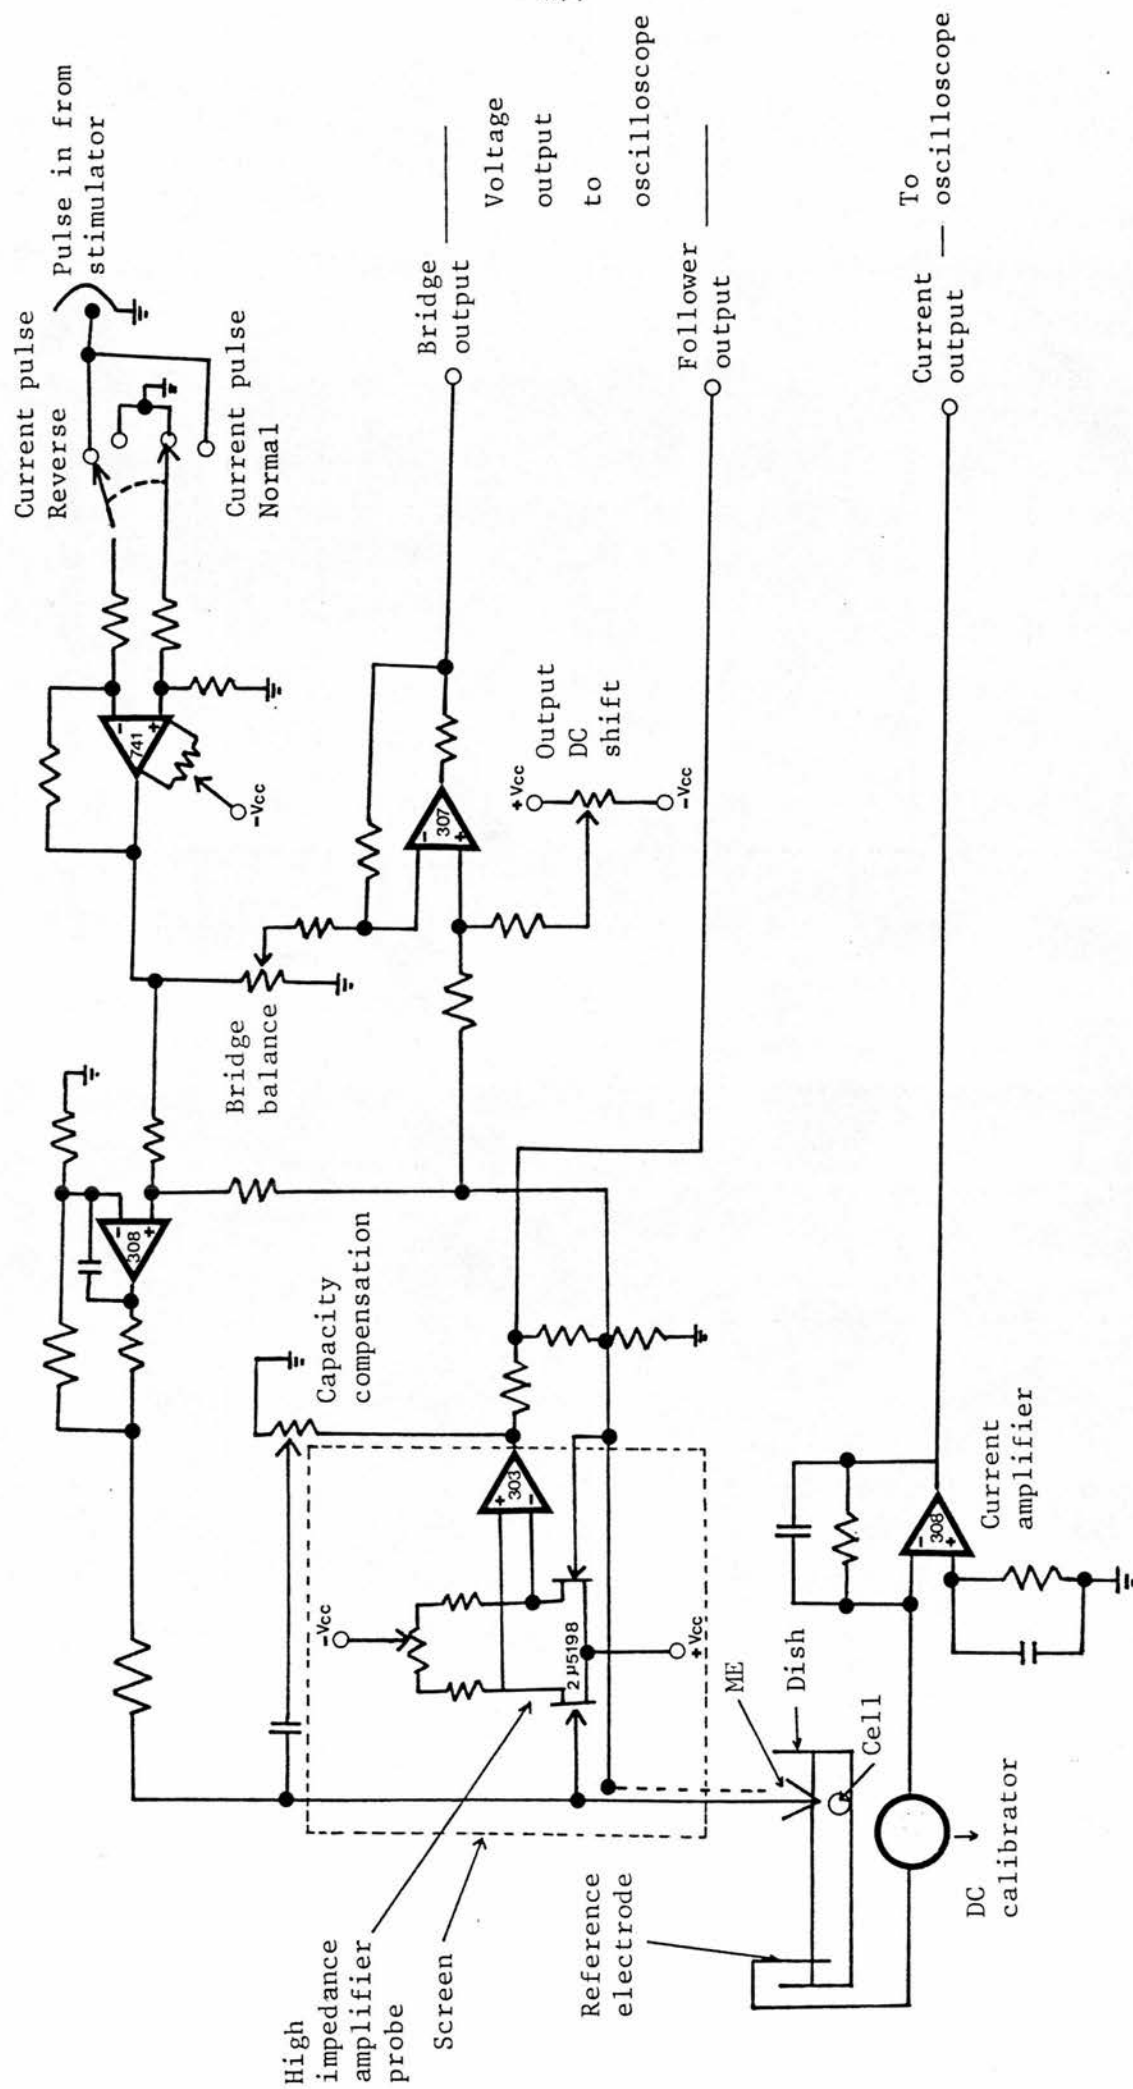 Pulse in from
stimulator
Current pulse
Reverse
Current pulse
Normal
-
+
741
-Vcc
Bridge
output
Voltage
output
to
oscilloscope
-
+
307
+Vcc
Output
DC
shift
-Vcc
Bridge
balance
Follower
output
-
+
308
Capacity
compensation
+
-
303
-Vcc
2µ5198
+Vcc
High
impedance
amplifier
probe
Screen
Reference
electrode
ME
Dish
Cell
DC
calibrator
-
+
308
Current
amplifier
Current
output
To
oscilloscope